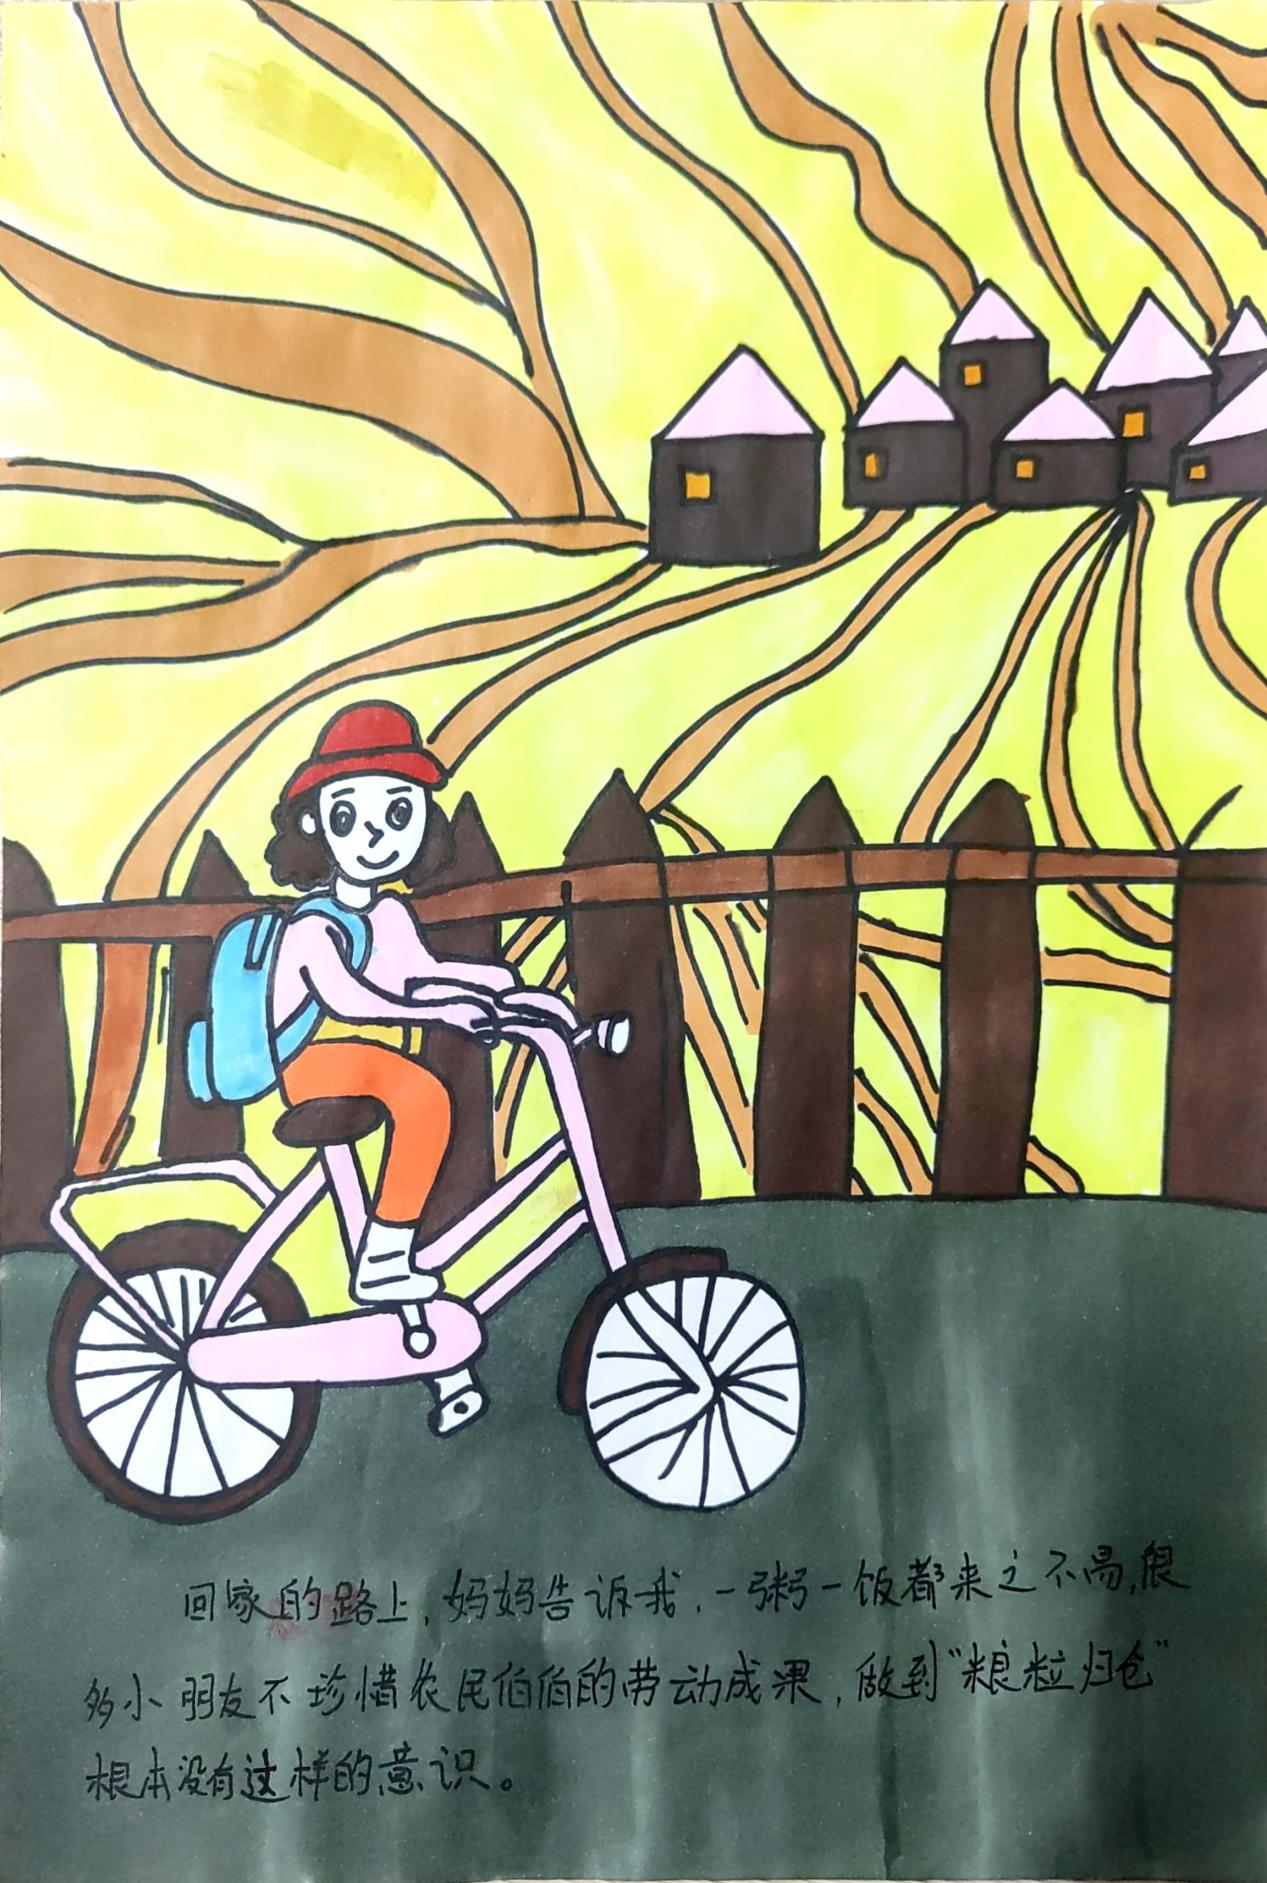 回家的路上，妈妈告诉我，一粥一饭都来之不易，很
多小朋友不珍惜农民伯伯的劳动成果，做到“粮粒归仓”
根本没有这样的意识。